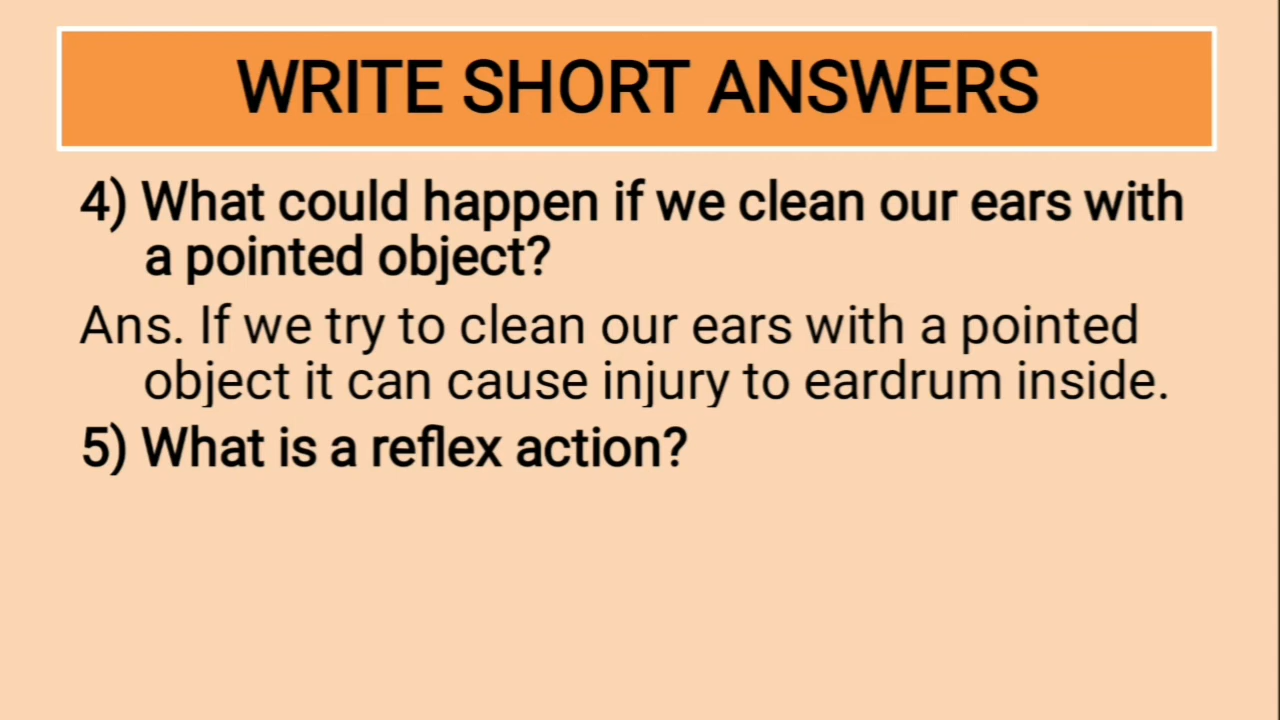 WRITE SHORT ANSWERS
4) What could happen if we clean our ears with
a pointed object?
Ans. If we try to clean our ears with a pointed
object it can cause injury to eardrum inside.
5) What is a reflex action?